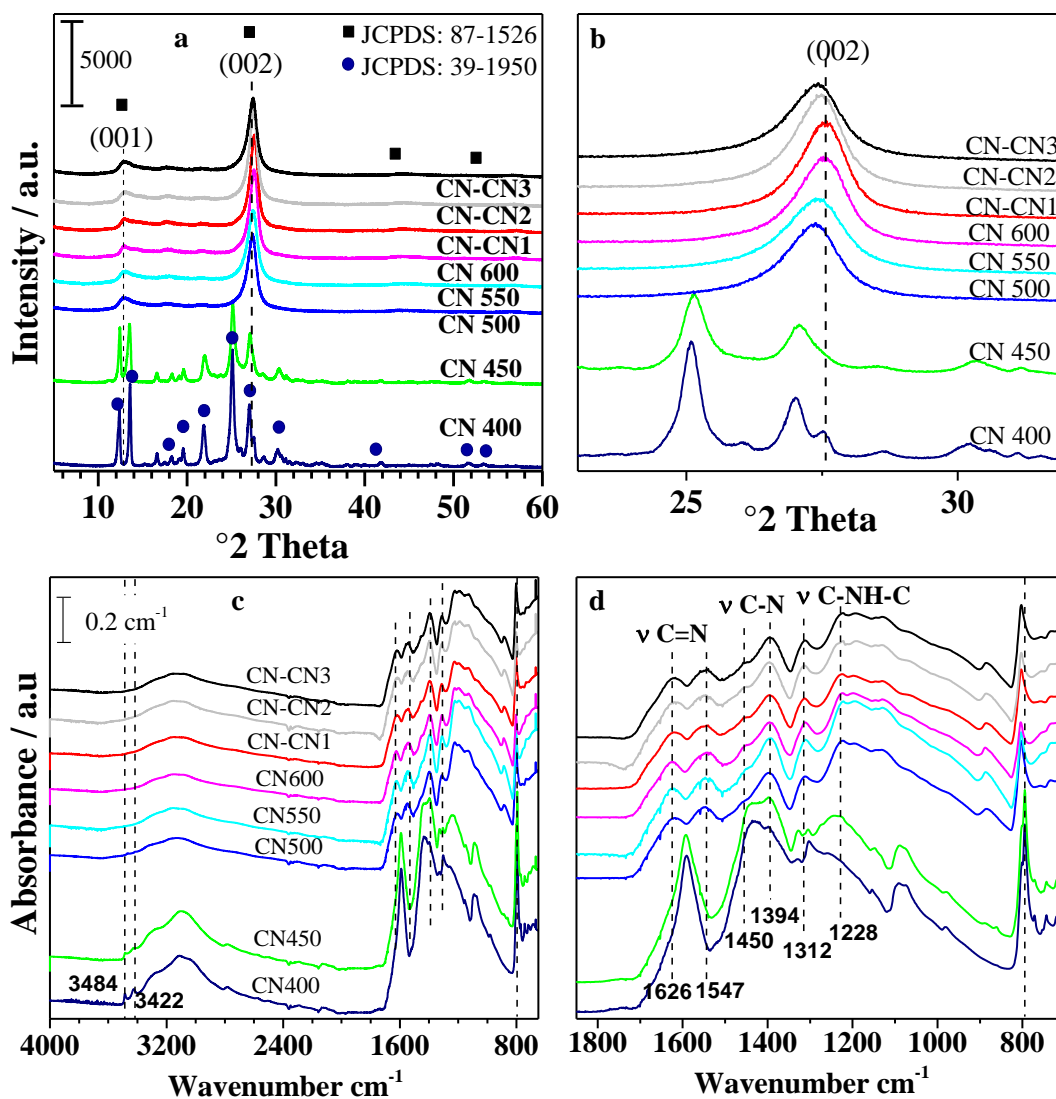 5000
a
JCPDS: 87-1526
JCPDS: 39-1950
(001)
(002)
CN-CN3
CN-CN2
CN-CN1
CN 600
CN 550
CN 500
CN 450
CN 400
Intensity / a.u.
10 20 30 40 50 60
°2 Theta
b
(002)
CN-CN3
CN-CN2
CN-CN1
CN 600
CN 550
CN 500
CN 450
CN 400
25 30
°2 Theta
c
0.2 cm-1
CN-CN3
CN-CN2
CN-CN1
CN600
CN550
CN500
CN450
CN400
3484
3422
Absorbance / a.u
4000 3200 2400 1600 800
Wavenumber cm-1
d
ν C=N
ν C-N
ν C-NH-C
1626
1547
1450
1394
1312
1228
1800 1600 1400 1200 1000 800
Wavenumber cm-1